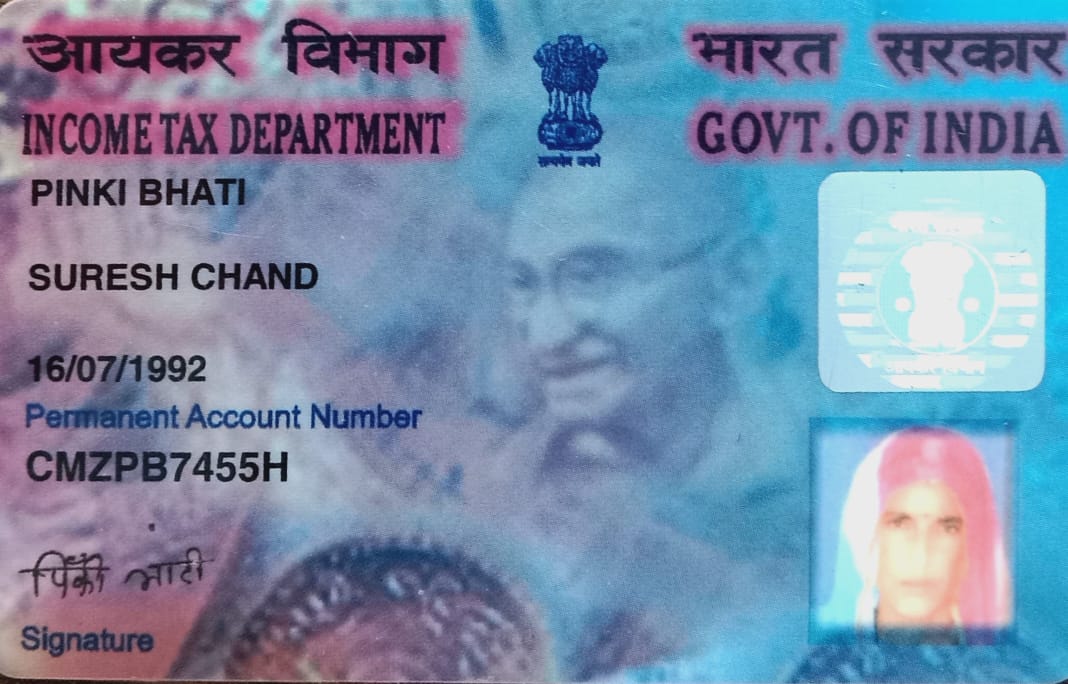 आयकर विभाग
INCOME TAX DEPARTMENT
भारत सरकार
GOVT. OF INDIA
PINKI BHATI
SURESH CHAND
16/07/1992
Permanent Account Number
CMZPB7455H
पिंकी भाटी
Signature
सत्यमेव जयते